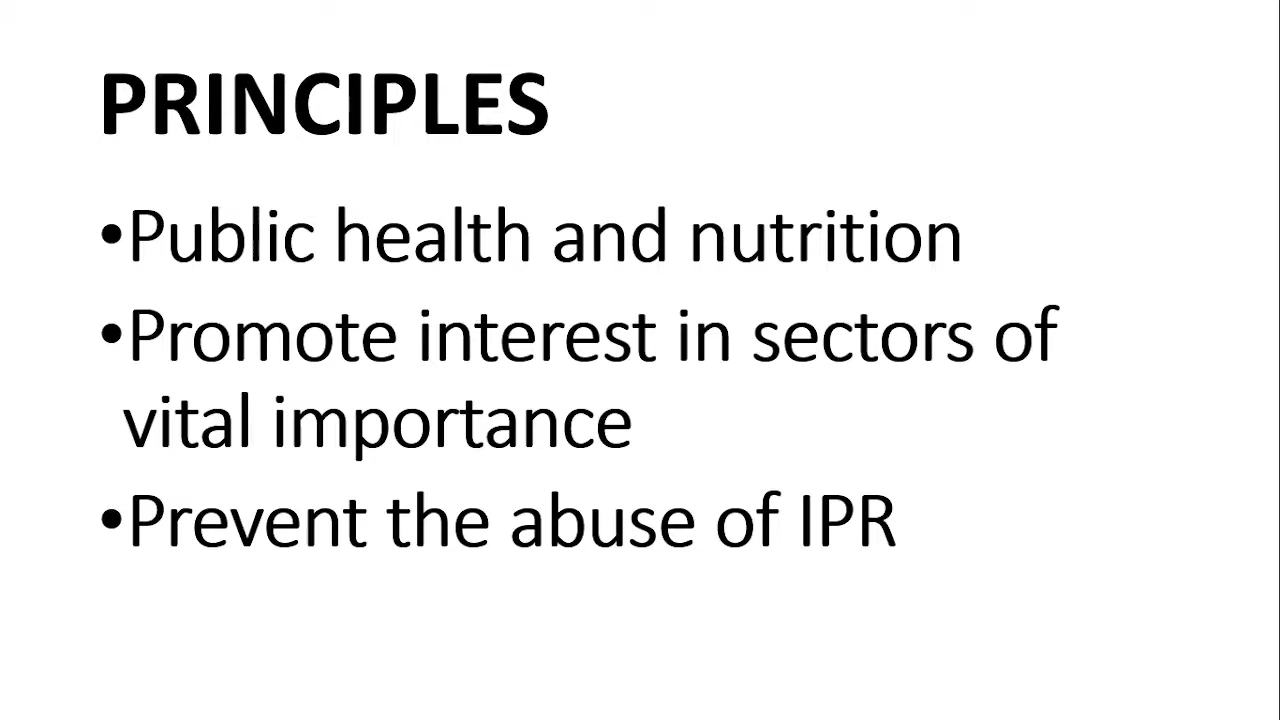 PRINCIPLES
•Public health and nutrition
•Promote interest in sectors of
vital importance
•Prevent the abuse of IPR